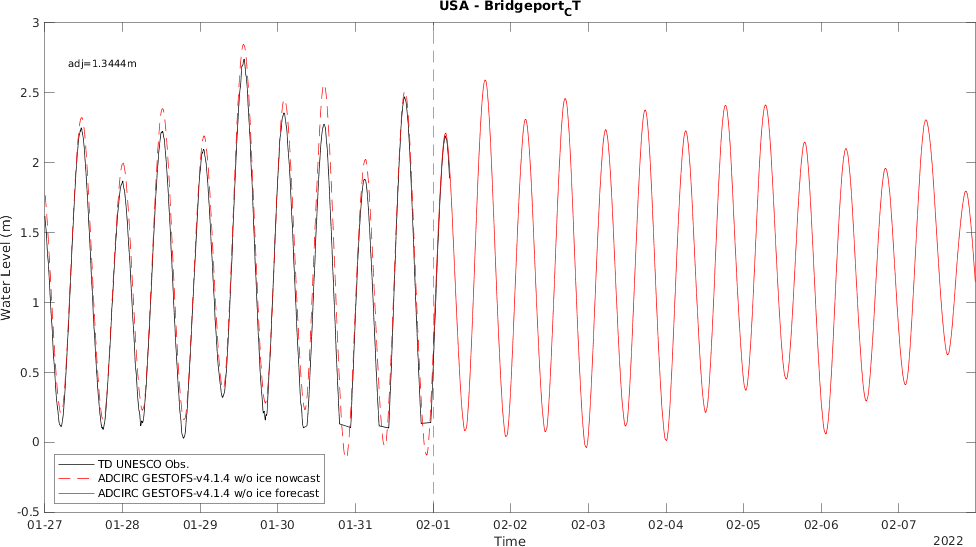 USA - Bridgeport_CT
3
adj=1.3444m
2.5
2
1.5
1
0.5
0
-0.5
Water Level (m)
TD UNESCO Obs.
ADCIRC GESTOFS-v4.1.4 w/o ice nowcast
ADCIRC GESTOFS-v4.1.4 w/o ice forecast
01-27 01-28 01-29 01-30 01-31 02-01 02-02 02-03 02-04 02-05 02-06 02-07
Time
2022